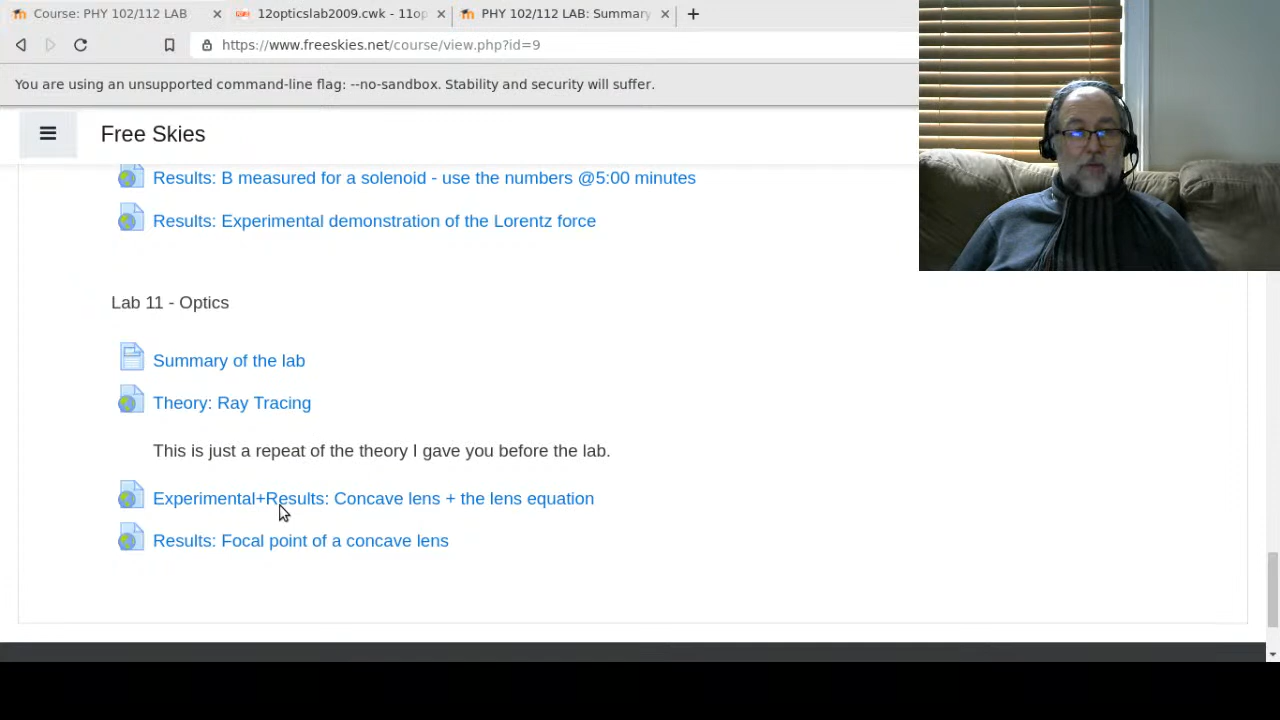 Course: PHY 102/112 LAB
12opticslab2009.cwk - 11op
PHY 102/112 LAB: Summary
https://www.freeskies.net/course/view.php?id=9
You are using an unsupported command-line flag: --no-sandbox. Stability and security will suffer.
Free Skies
Results: B measured for a solenoid - use the numbers @5:00 minutes
Results: Experimental demonstration of the Lorentz force
Lab 11 - Optics
Summary of the lab
Theory: Ray Tracing
This is just a repeat of the theory I gave you before the lab.
Experimental+Results: Concave lens + the lens equation
Results: Focal point of a concave lens